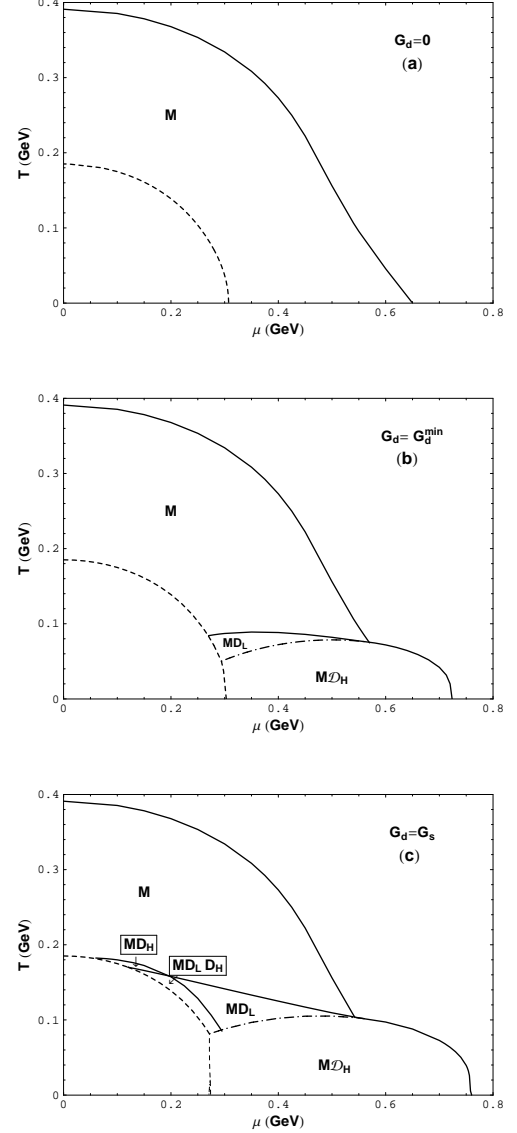 0.4
G_d=0
(a)
0.3
M
T (GeV)
0.2
0.1
0
0 0.2 0.4 0.6 0.8
μ (GeV)
0.4
G_d= G_d^min
(b)
0.3
M
T (GeV)
0.2
0.1
MD_L
M𝒟_H
0
0 0.2 0.4 0.6 0.8
μ (GeV)
0.4
G_d=G_s
(c)
0.3
M
T (GeV)
MD_H
0.2
MD_L D_H
MD_L
0.1
M𝒟_H
0
0 0.2 0.4 0.6 0.8
μ (GeV)